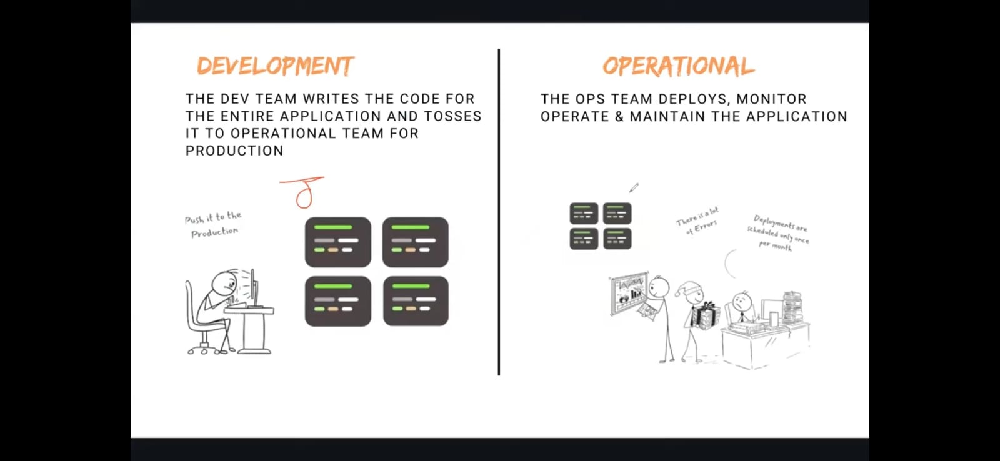 DEVELOPMENT
THE DEV TEAM WRITES THE CODE FOR
THE ENTIRE APPLICATION AND TOSSES
IT TO OPERATIONAL TEAM FOR
PRODUCTION
Push it to the
Production
OPERATIONAL
THE OPS TEAM DEPLOYS, MONITOR
OPERATE & MAINTAIN THE APPLICATION
There is a lot
of Errors
Deployments are
scheduled only once
per month